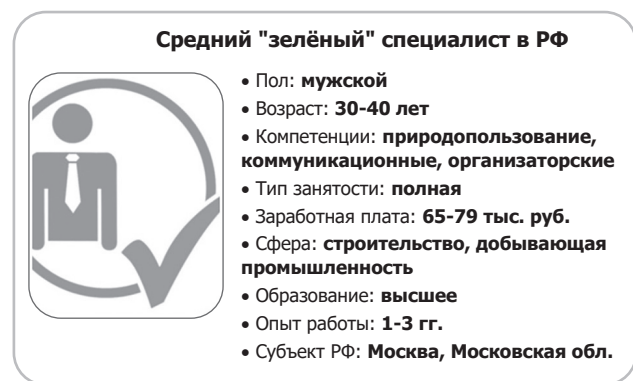 Средний "зелёный" специалист в РФ
• Пол: мужской
• Возраст: 30-40 лет
• Компетенции: природопользование,
коммуникационные, организаторские
• Тип занятости: полная
• Заработная плата: 65-79 тыс. руб.
• Сфера: строительство, добывающая
промышленность
• Образование: высшее
• Опыт работы: 1-3 гг.
• Субъект РФ: Москва, Московская обл.